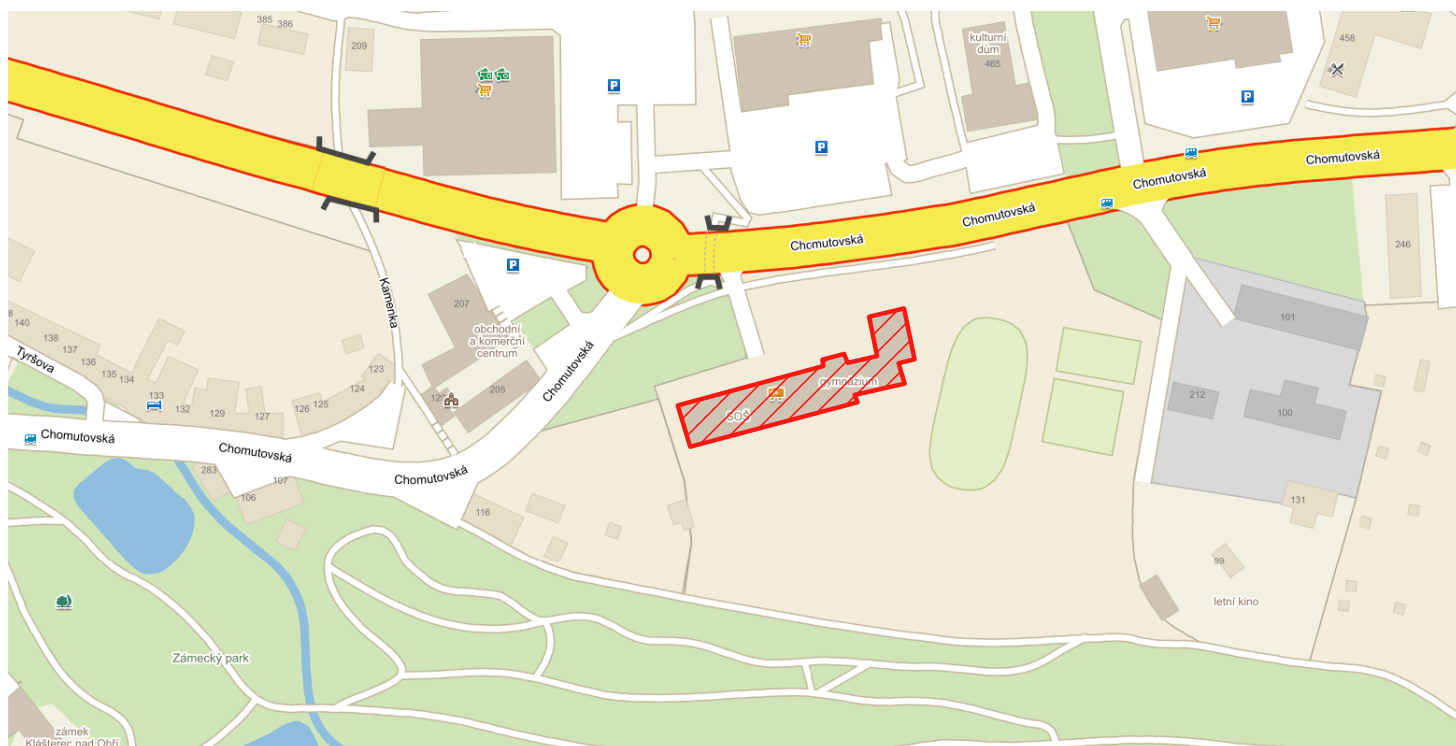 385
386
209
kulturní
dům
465
458
Chomutovská
Chomutovská
Chomutovská
Chomutovská
246
P
P
P
P
Kamenka
207
obchodní
a komerční
centrum
101
140
138
137
136
135
134
133
132
129
127
126
125
124
123
Tyršova
205
Chomutovská
gymnázium
SOŠ
212
100
Chomutovská
Chomutovská
Chomutovská
283
107
106
116
131
99
letní kino
Zámecký park
zámek
Klášterec nad Ohří